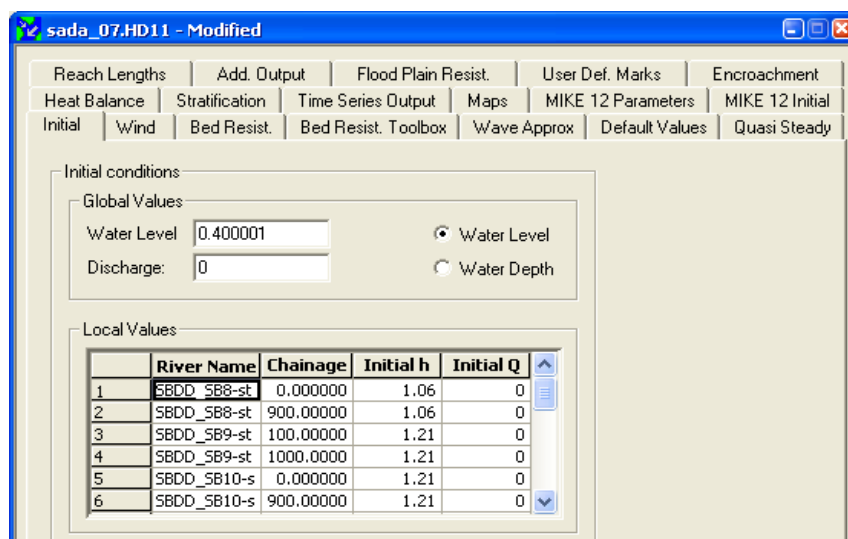 sada_07.HD11 - Modified
Reach Lengths Add. Output Flood Plain Resist. User Def. Marks Encroachment
Heat Balance Stratification Time Series Output Maps MIKE 12 Parameters MIKE 12 Initial
Initial Wind Bed Resist. Bed Resist. Toolbox Wave Approx Default Values Quasi Steady
Initial conditions
Global Values
Water Level 0.400001 Water Level
Discharge: 0 Water Depth
Local Values
River Name Chainage Initial h Initial Q
1 SBDD_SB8-st 0.000000 1.06 0
2 SBDD_SB8-st 900.00000 1.06 0
3 SBDD_SB9-st 100.00000 1.21 0
4 SBDD_SB9-st 1000.0000 1.21 0
5 SBDD_SB10-s 0.000000 1.21 0
6 SBDD_SB10-s 900.00000 1.21 0